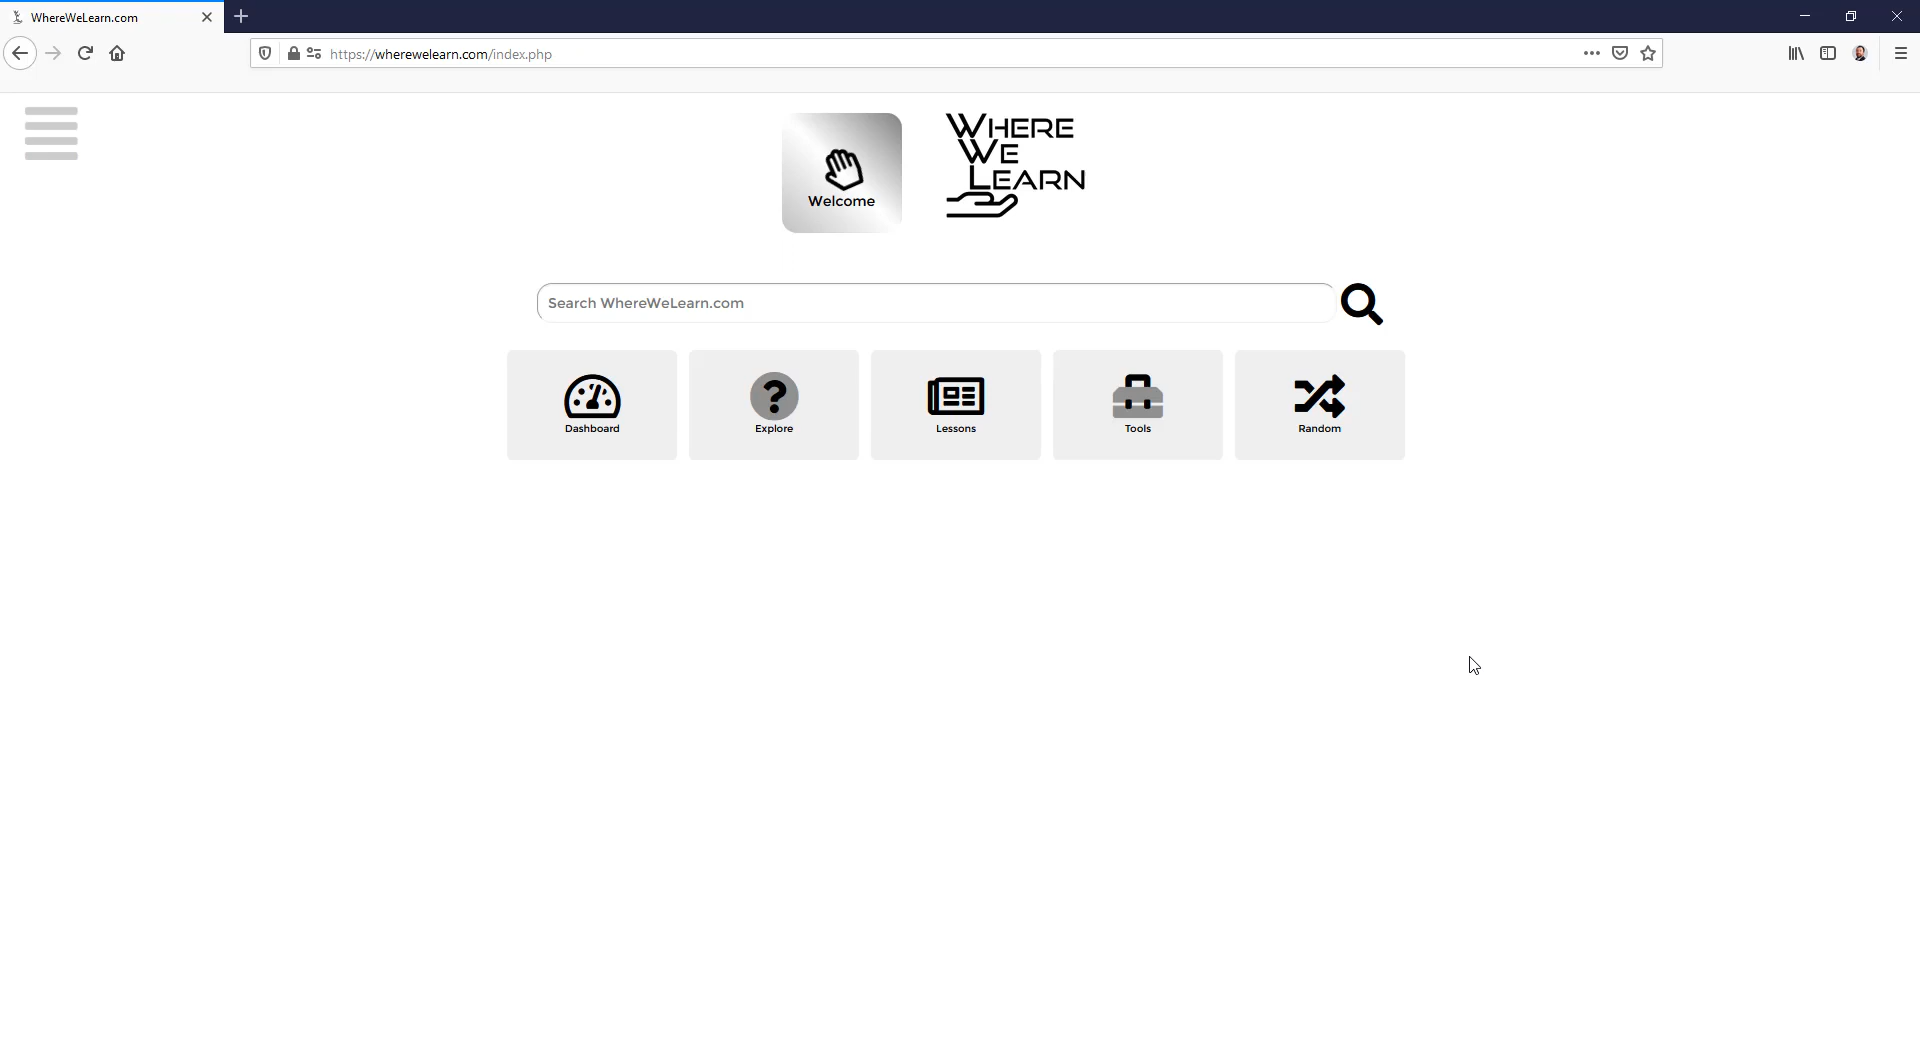 WhereWeLearn.com
https://wherewelearn.com/index.php
Welcome
WHERE
WE
LEARN
Search WhereWeLearn.com
Dashboard
Explore
Lessons
Tools
Random